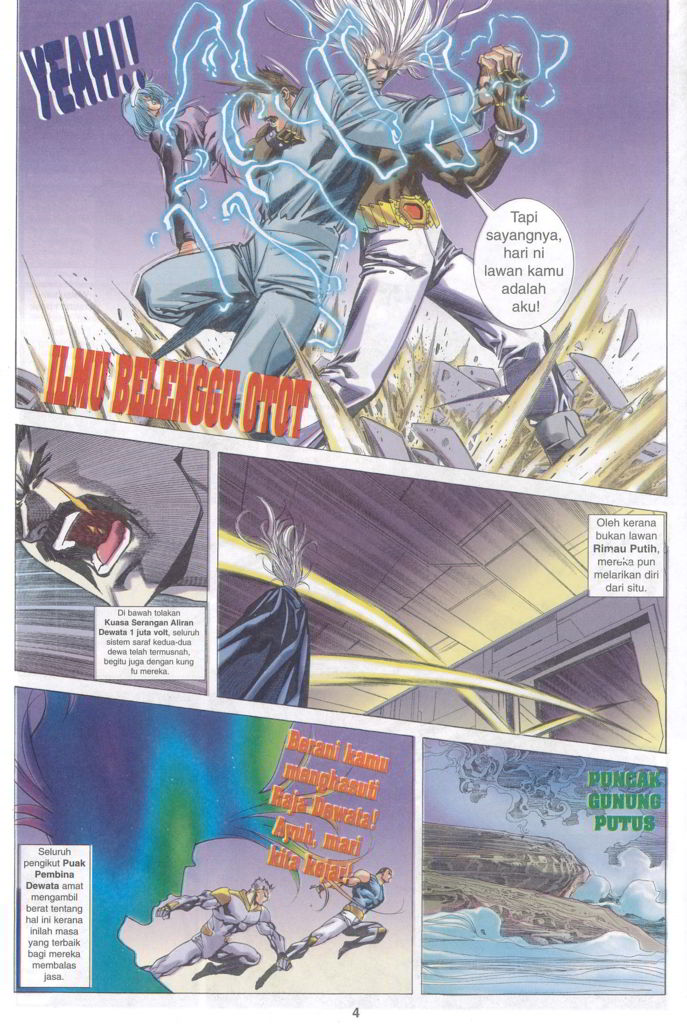 YEAH!!
Tapi
sayangnya,
hari ni
lawan kamu
adalah
aku!
ILMU BELENGGU OTOT
Di bawah tolakan
Kuasa Serangan Aliran
Dewata 1 juta volt, seluruh
sistem saraf kedua-dua
dewa telah termusnah,
begitu juga dengan kung
fu mereka.
Oleh kerana
bukan lawan
Rimau Putih,
mereka pun
melarikan diri
dari situ.
Seluruh
pengikut Puak
Pembina
Dewata amat
mengambil
berat tentang
hal ini kerana
inilah masa
yang terbaik
bagi mereka
membalas
jasa.
Berani kamu
menghasuti
Raja Dewata!
Ayuh, mari
kita kejar!
PUNCAK
GUNUNG
PUTUS
4